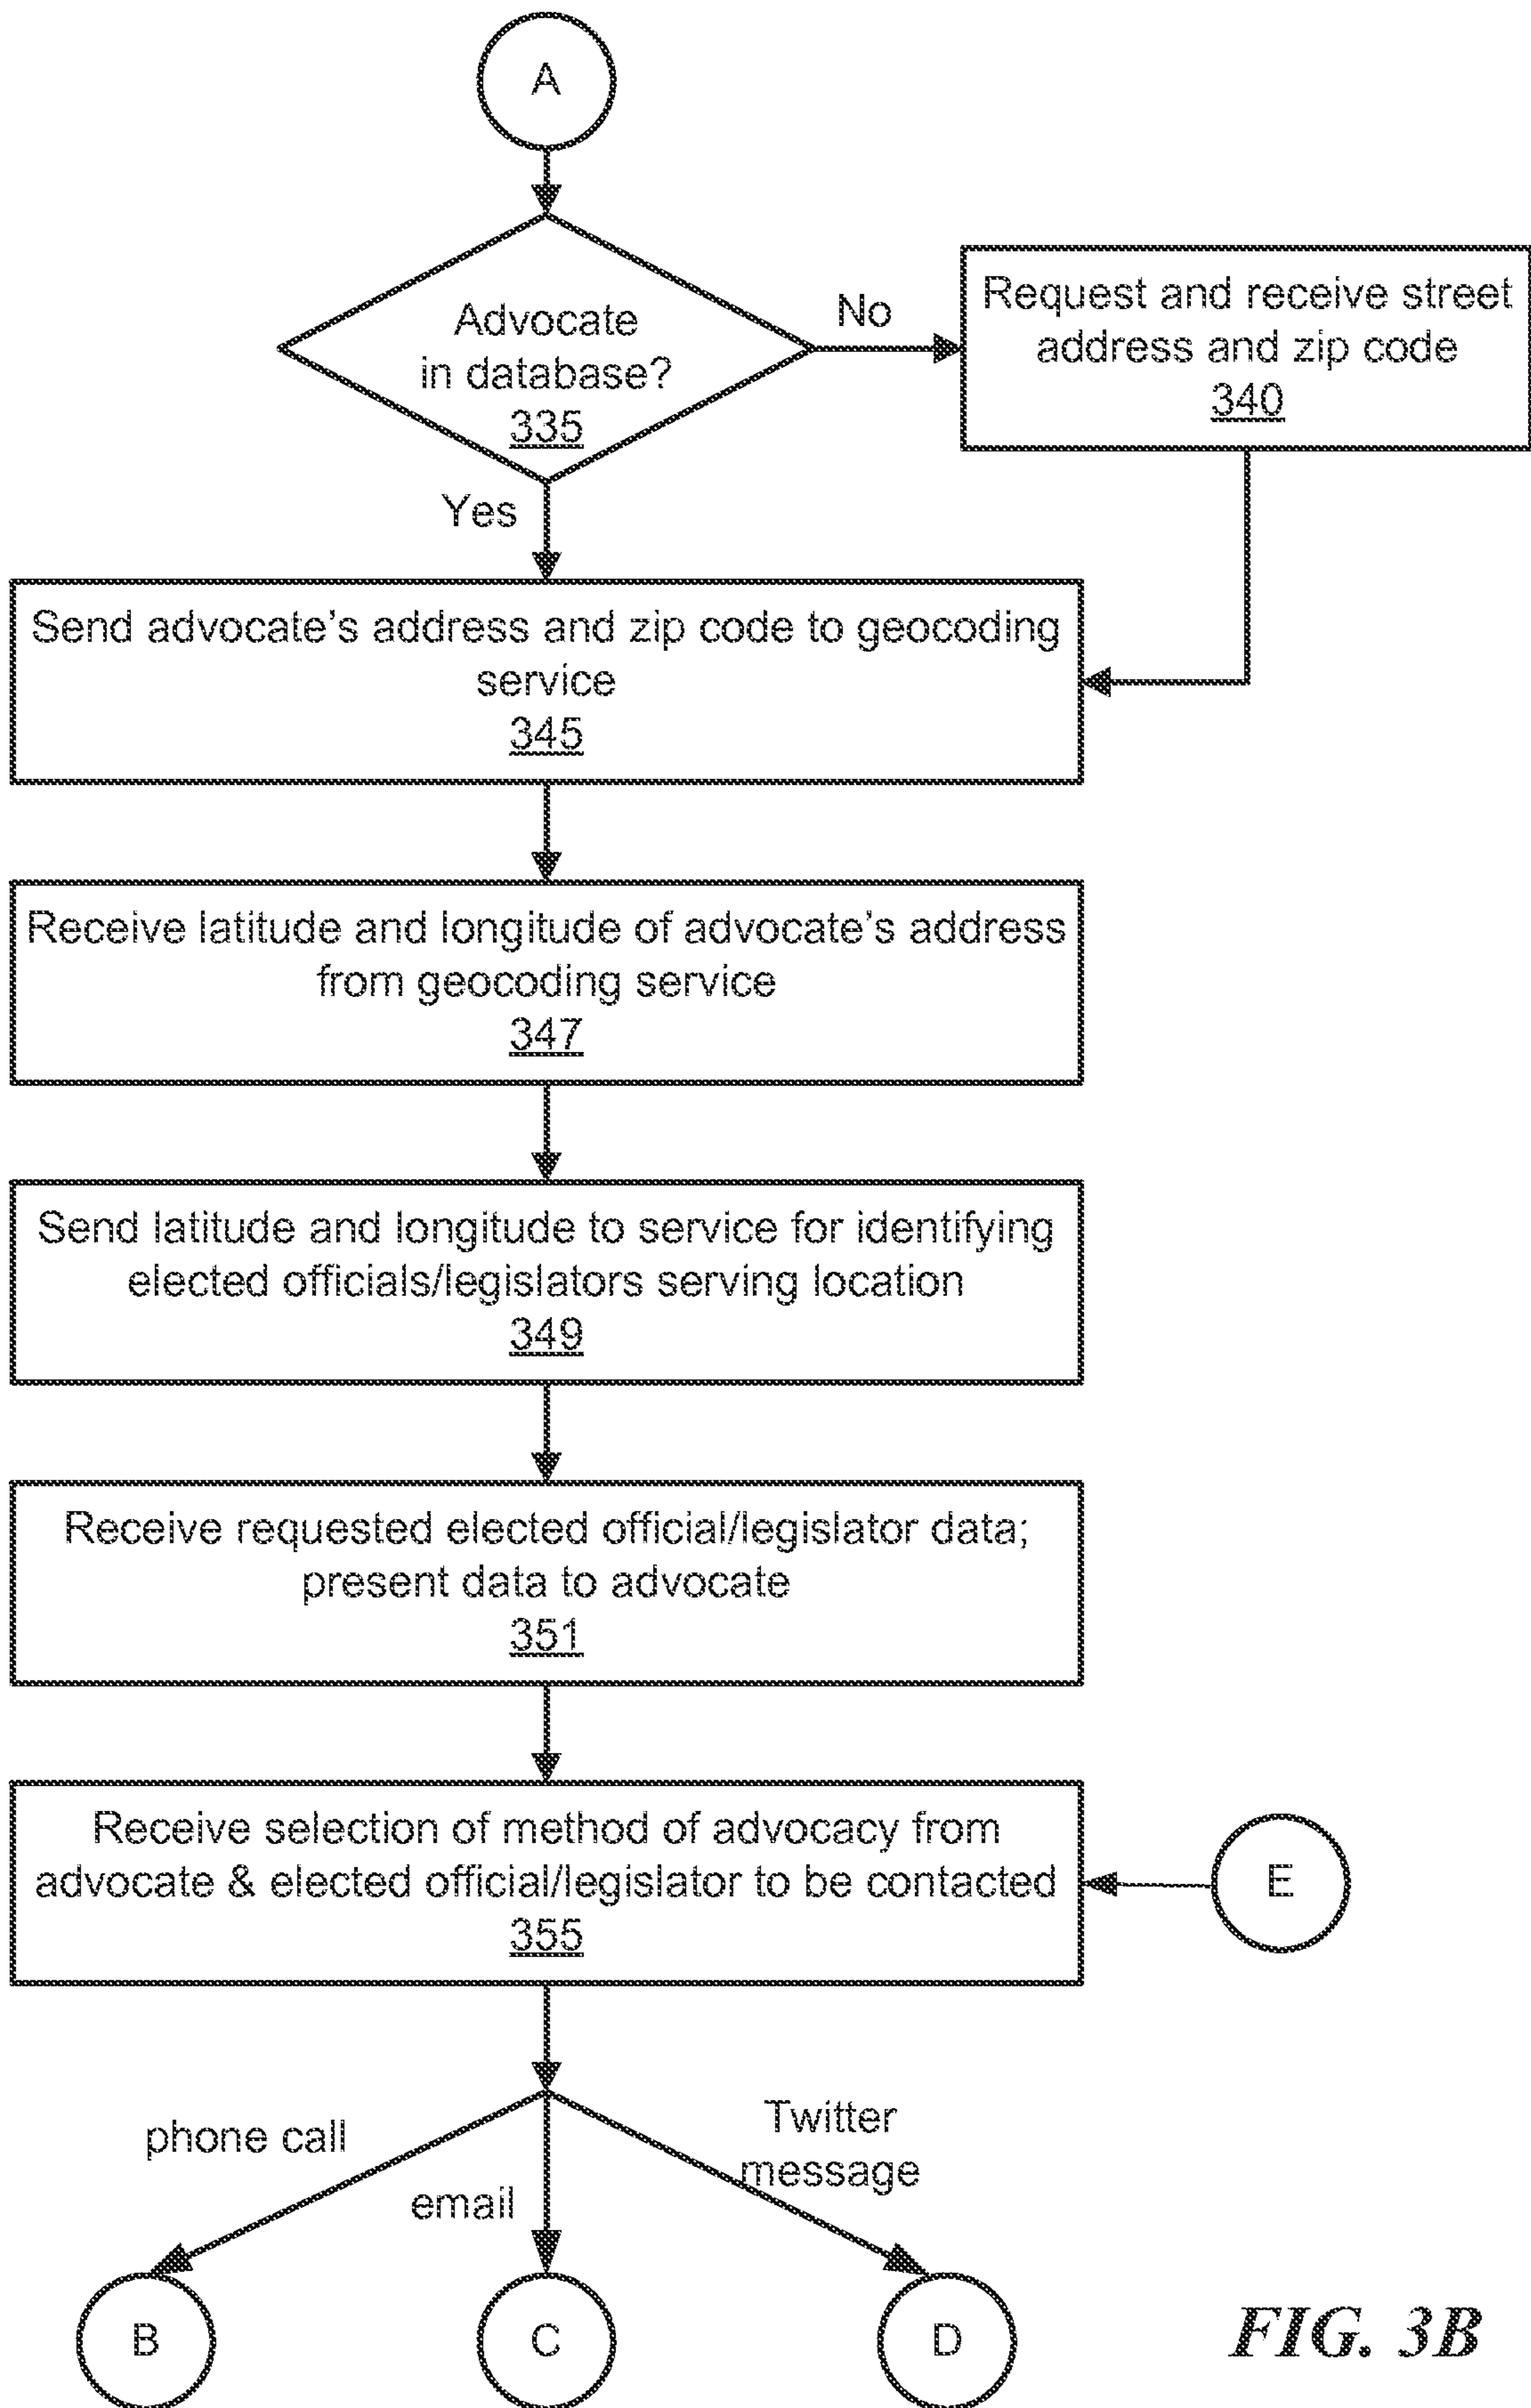 A
Advocate
in database?
335
No
Request and receive street
address and zip code
340
Yes
Send advocate's address and zip code to geocoding
service
345
Receive latitude and longitude of advocate's address
from geocoding service
347
Send latitude and longitude to service for identifying
elected officials/legislators serving location
349
Receive requested elected official/legislator data;
present data to advocate
351
Receive selection of method of advocacy from
advocate & elected official/legislator to be contacted
355
E
phone call
email
Twitter
message
B
C
D
FIG. 3B